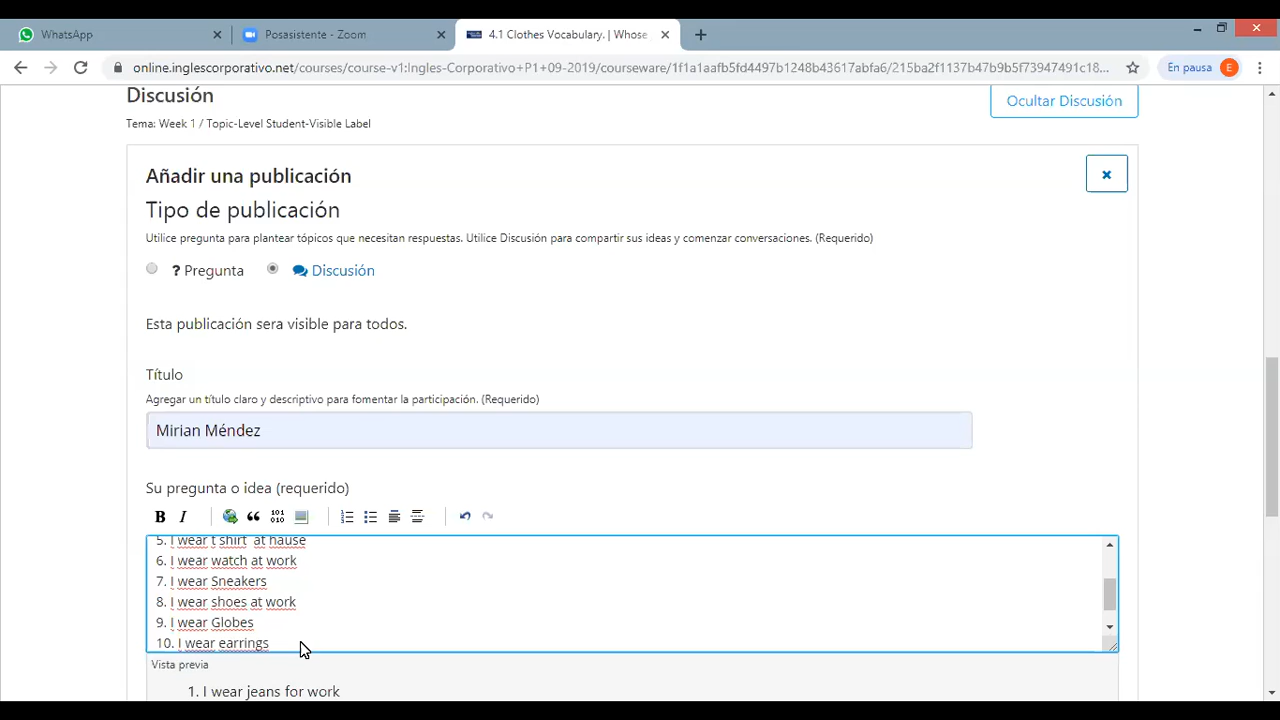 WhatsApp
Posasistente - Zoom
4.1 Clothes Vocabulary. | Whose
online.inglescorporativo.net/courses/course-v1:Ingles-Corporativo+P1+09-2019/courseware/1f1a1aafb5fd4497b1248b43617abfa6/215ba2f1137b47b9b5f73947491c18...
En pausa
E
Discusión
Ocultar Discusión
Tema: Week 1 / Topic-Level Student-Visible Label
Añadir una publicación
Tipo de publicación
Utilice pregunta para plantear tópicos que necesitan respuestas. Utilice Discusión para compartir sus ideas y comenzar conversaciones. (Requerido)
? Pregunta
Discusión
Esta publicación sera visible para todos.
Título
Agregar un título claro y descriptivo para fomentar la participación. (Requerido)
Mirian Méndez
Su pregunta o idea (requerido)
B I
5. I wear t shirt at hause
6. I wear watch at work
7. I wear Sneakers
8. I wear shoes at work
9. I wear Globes
10. I wear earrings
Vista previa
1. I wear jeans for work